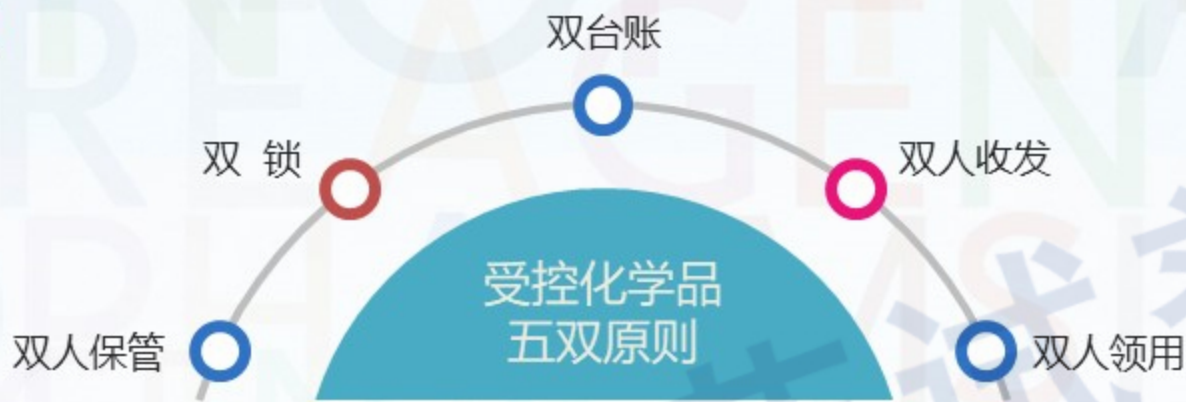 双台账
双 锁
双人收发
受控化学品
五双原则
双人保管
双人领用